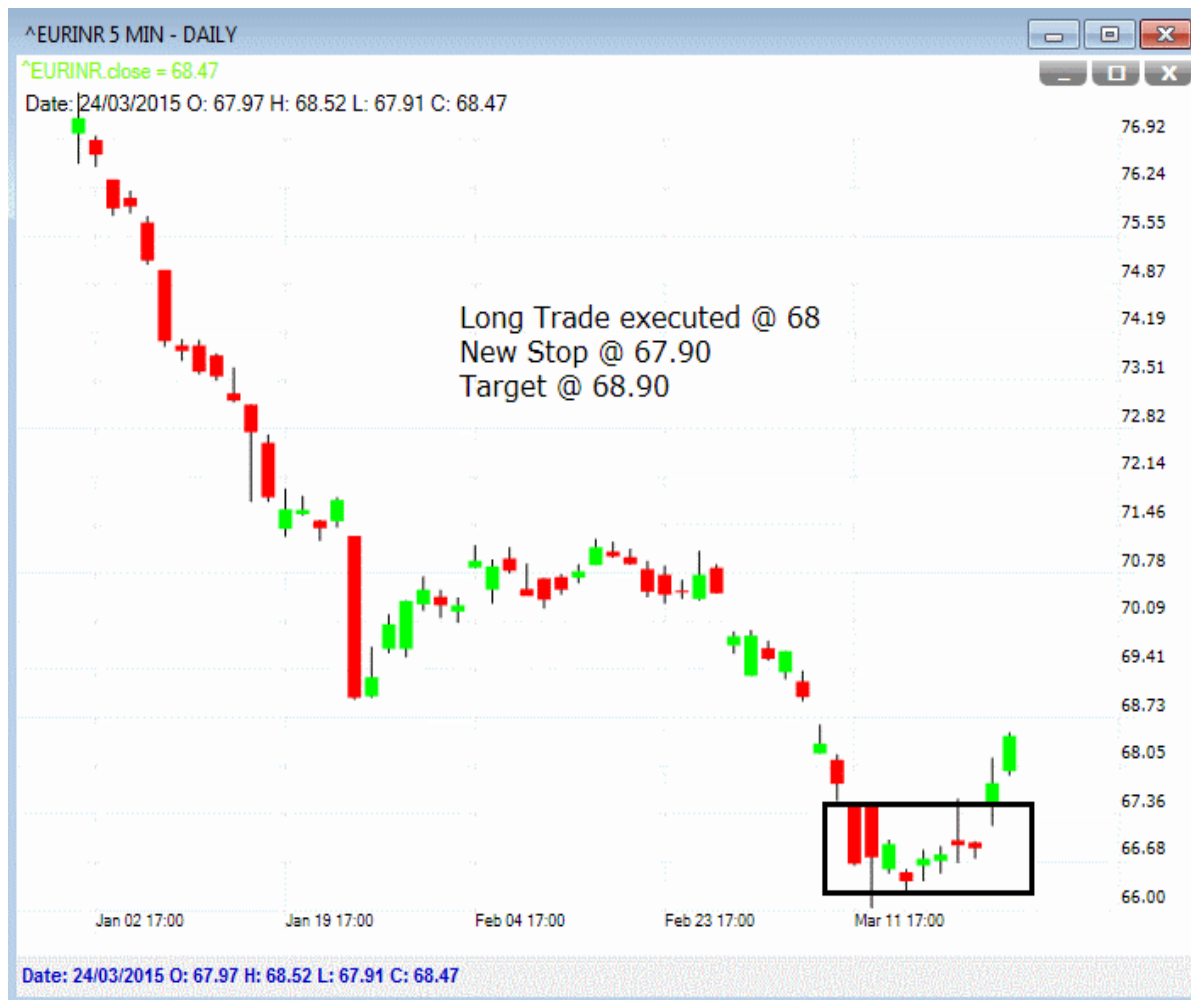 ^EURINR 5 MIN - DAILY
^EURINR.close = 68.47
Date: 24/03/2015 O: 67.97 H: 68.52 L: 67.91 C: 68.47
76.92
76.24
75.55
74.87
Long Trade executed @ 68
74.19
New Stop @ 67.90
73.51
Target @ 68.90
72.82
72.14
71.46
70.78
70.09
69.41
68.73
68.05
67.36
66.68
66.00
Jan 02 17:00 Jan 19 17:00 Feb 04 17:00 Feb 23 17:00 Mar 11 17:00
Date: 24/03/2015 O: 67.97 H: 68.52 L: 67.91 C: 68.47